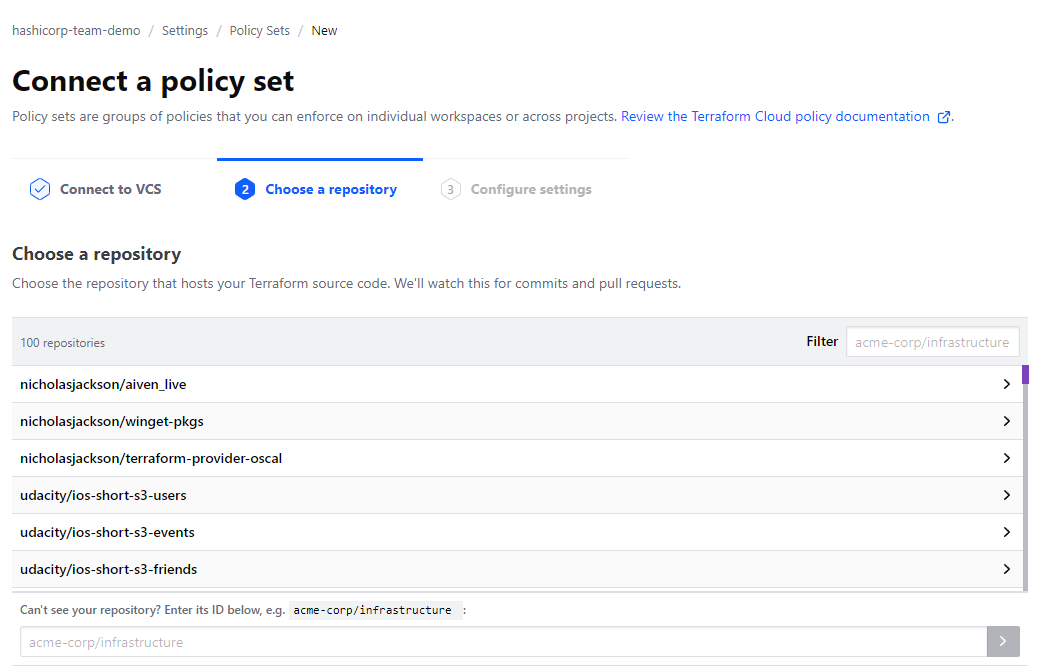 hashicorp-team-demo / Settings / Policy Sets / New
Connect a policy set
Policy sets are groups of policies that you can enforce on individual workspaces or across projects. Review the Terraform Cloud policy documentation .
Connect to VCS 2 Choose a repository 3 Configure settings
Choose a repository
Choose the repository that hosts your Terraform source code. We'll watch this for commits and pull requests.
100 repositories Filter acme-corp/infrastructure
nicholasjackson/aiven_live
nicholasjackson/winget-pkgs
nicholasjackson/terraform-provider-oscal
udacity/ios-short-s3-users
udacity/ios-short-s3-events
udacity/ios-short-s3-friends
Can't see your repository? Enter its ID below, e.g. acme-corp/infrastructure :
acme-corp/infrastructure